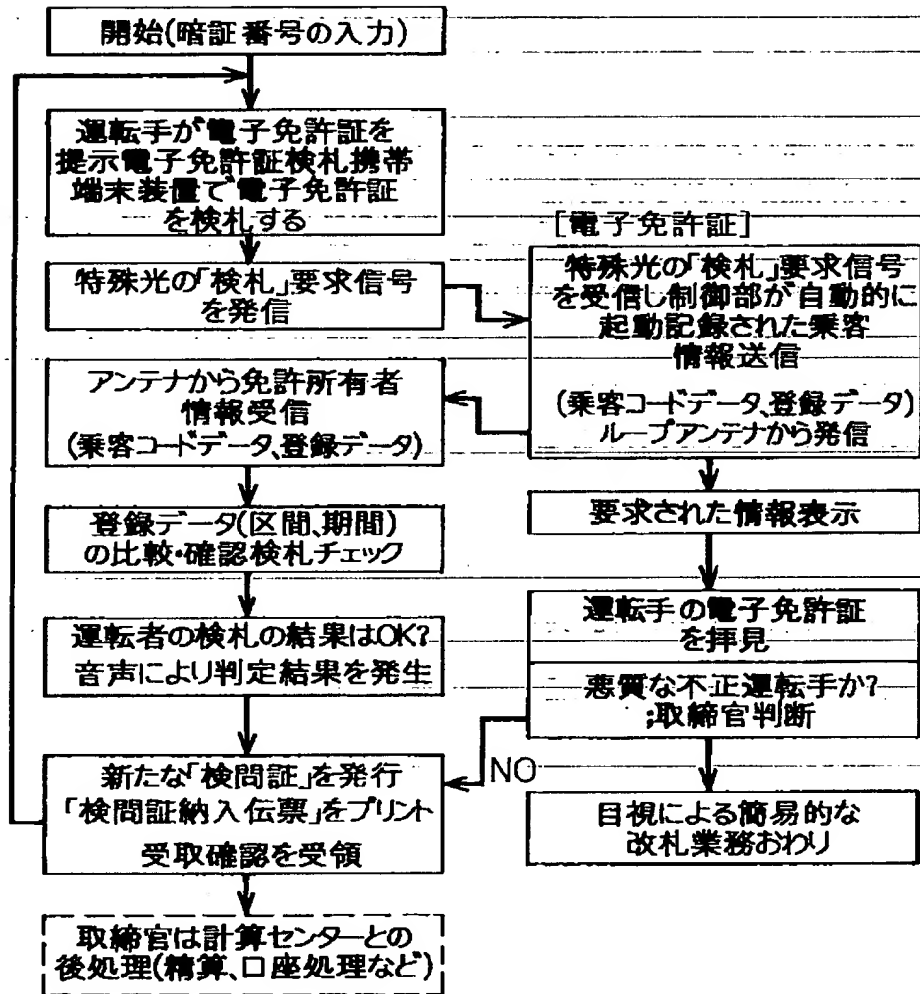 開始(暗証番号の入力)
運転手が電子免許証を
提示電子免許証検札携帯
端末装置で電子免許証
を検札する
特殊光の「検札」要求信号
を発信
[電子免許証]
特殊光の「検札」要求信号
を受信し制御部が自動的に
起動記録された乗客
情報送信
(乗客コードデータ、登録データ)
ループアンテナから発信
アンテナから免許所有者
情報受信
(乗客コードデータ、登録データ)
登録データ(区間、期間)
の比較・確認検札チェック
運転者の検札の結果はOK?
音声により判定結果を発生
要求された情報表示
運転手の電子免許証
を拝見
悪質な不正運転手か?
;取締官判断
NO
新たな「検問証」を発行
「検問証納入伝票」をプリント
受取確認を受領
目視による簡易的な
改札業務おわり
取締官は計算センターとの
後処理(精算、口座処理など)